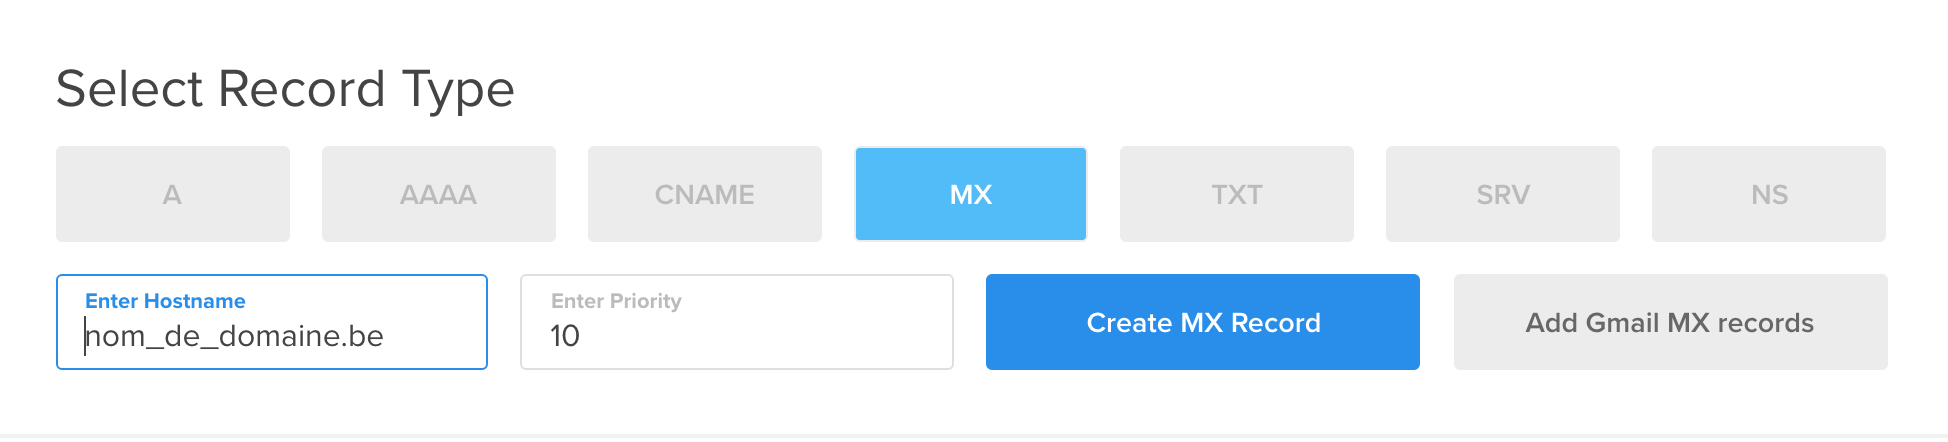 Select Record Type
A
AAAA
CNAME
MX
TXT
SRV
NS
Enter Hostname
nom_de_domaine.be
Enter Priority
10
Create MX Record
Add Gmail MX records